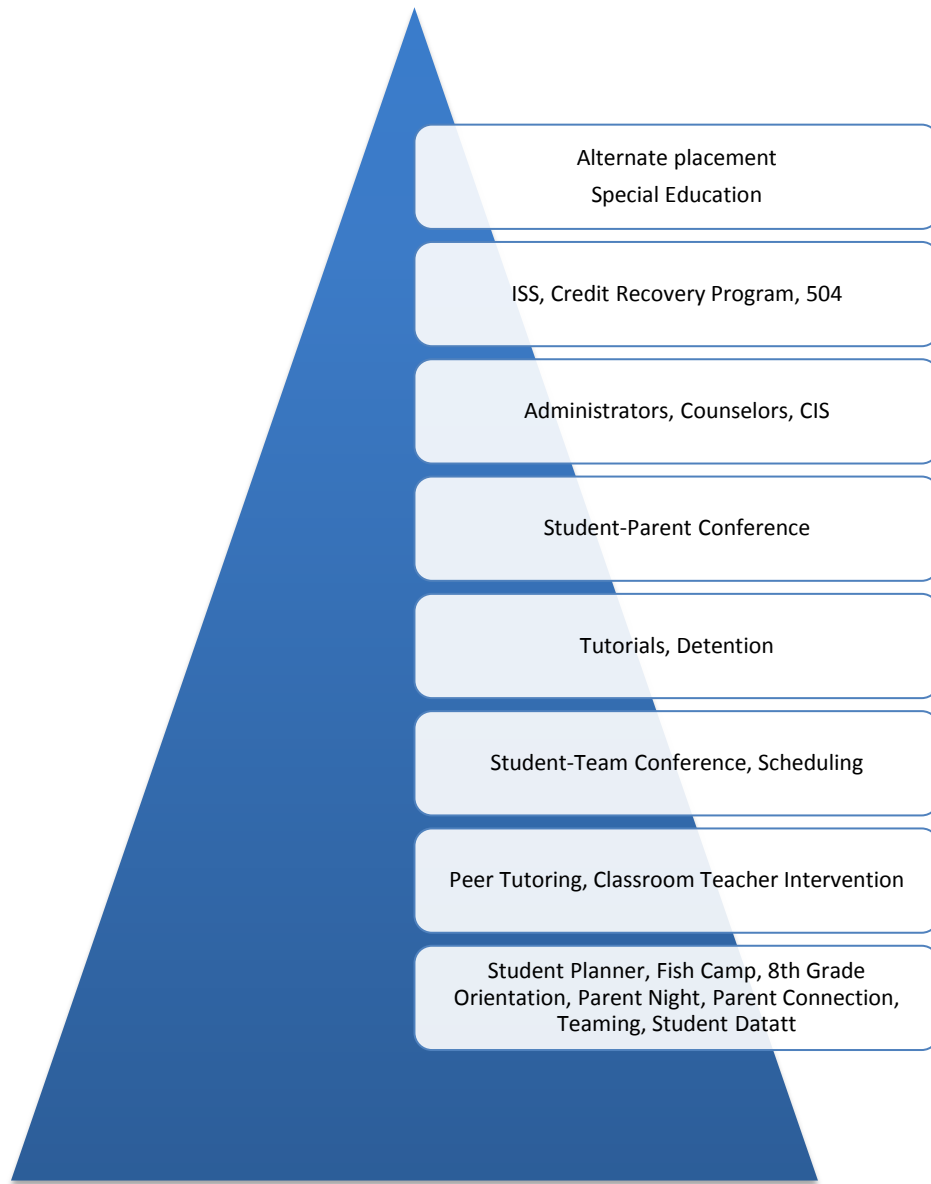 Alternate placement
Special Education
ISS, Credit Recovery Program, 504
Administrators, Counselors, CIS
Student-Parent Conference
Tutorials, Detention
Student-Team Conference, Scheduling
Peer Tutoring, Classroom Teacher Intervention
Student Planner, Fish Camp, 8th Grade
Orientation, Parent Night, Parent Connection,
Teaming, Student Datatt